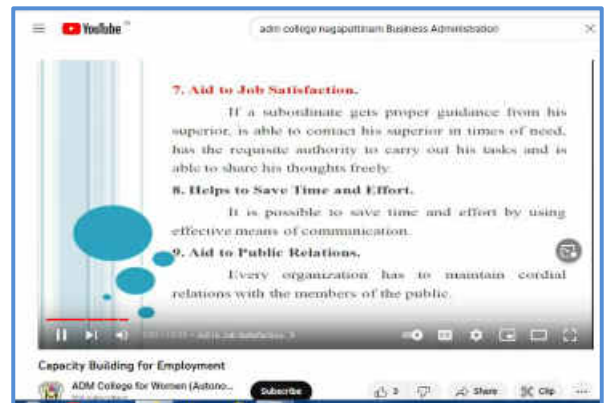 YouTube IN
adm college nagapattinam Business Administration
7. Aid to Job Satisfaction.
If a subordinate gets proper guidance from his
superior, is able to contact his superior in times of need,
has the requisite authority to carry out his tasks and is
able to share his thoughts freely.
8. Helps to Save Time and Effort.
It is possible to save time and effort by using
effective means of communication.
9. Aid to Public Relations.
Every organization has to maintain cordial
relations with the members of the public.
Aid to Job Satisfaction
Capacity Building for Employment
ADM College for Women (Autono...
Subscribe
3
Share
Clip